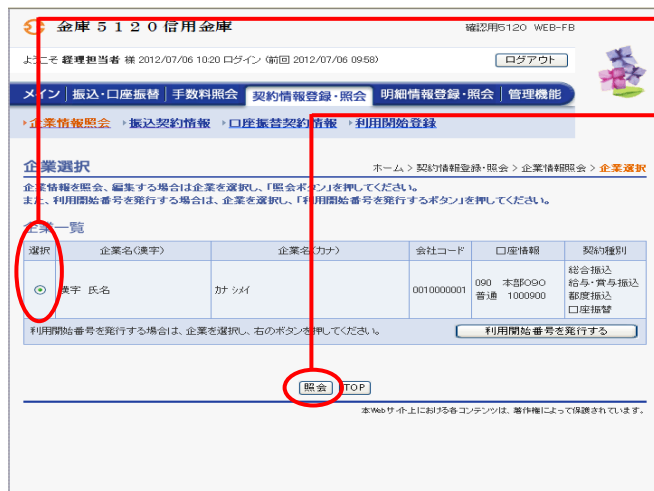 金庫５１２０信用金庫
確認用5120 WEB-FB
ようこそ 経理担当者 様 2012/07/06 10:20 ログイン (前回 2012/07/06 09:58)
ログアウト
メイン 振込・口座振替 手数料照会 契約情報登録・照会 明細情報登録・照会 管理機能
企業情報照会 振込契約情報 口座振替契約情報 利用開始登録
企業選択
ホーム > 契約情報登録・照会 > 企業情報照会 > 企業選択
企業情報を照会、編集する場合は企業を選択し、「照会ボタン」を押してください。
また、利用開始番号を発行する場合は、企業を選択し、「利用開始番号を発行するボタン」を押してください。
企業一覧
選択 企業名(漢字) 企業名(カナ) 会社コード 口座情報 契約種別
漢字 氏名 カナ シメイ 0010000001 090 本部090 普通 1000900
総合振込
給与・賞与振込
都度振込
口座振替
利用開始番号を発行する場合は、企業を選択し、右のボタンを押してください。
利用開始番号を発行する
照会 TOP
本Webサイト上における各コンテンツは、著作権によって保護されています。